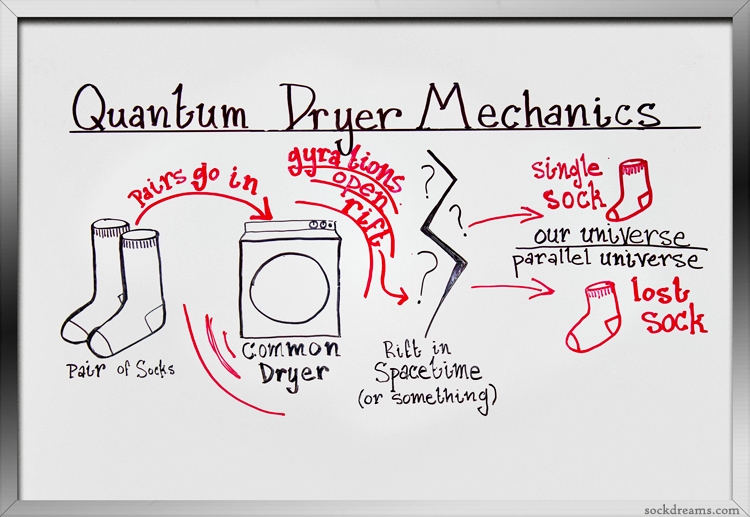 Quantum Dryer Mechanics
Pairs go in
gyrations
open
rift
?
?
?
single
sock
our universe
parallel universe
lost
sock
Pair of Socks
Common
Dryer
Rift in
Spacetime
(or something)
sockdreams.com